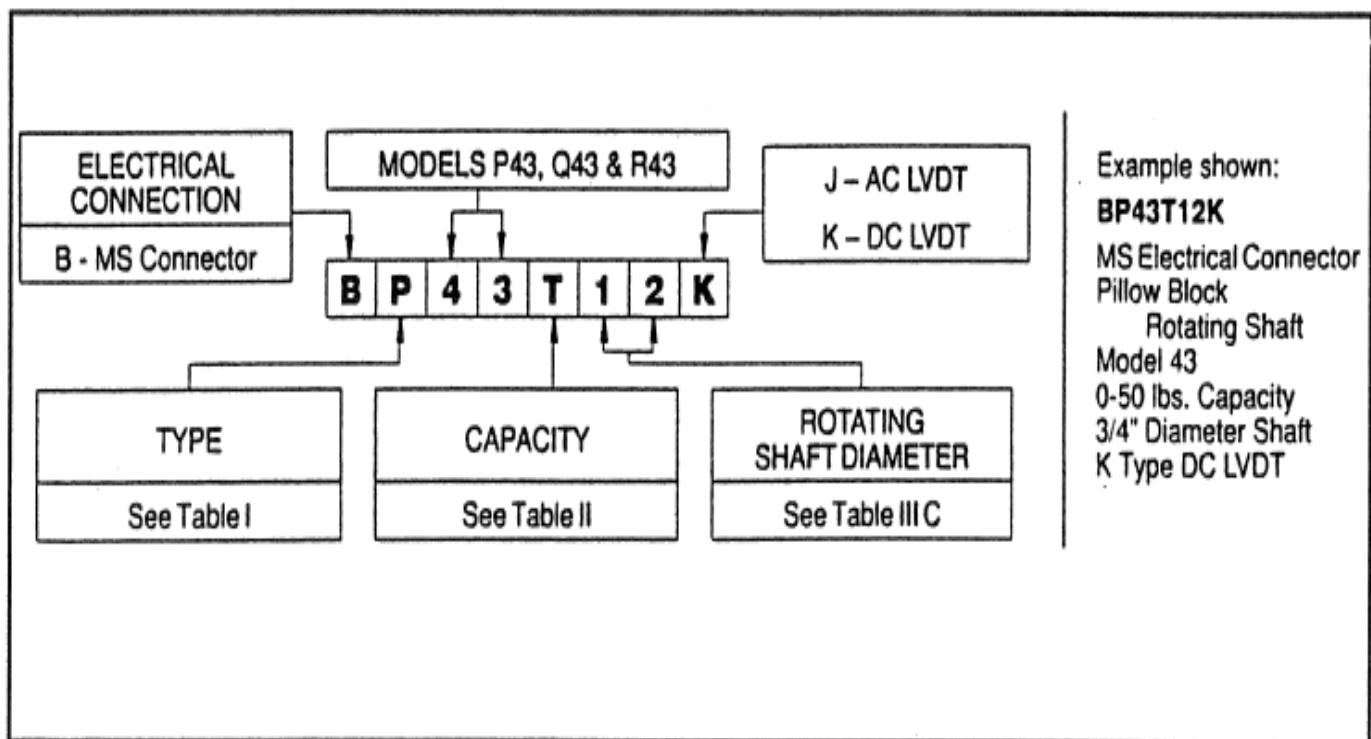 ELECTRICAL
CONNECTION
B - MS Connector
MODELS P43, Q43 & R43
J – AC LVDT
K – DC LVDT
B P 4 3 T 1 2 K
TYPE
See Table I
CAPACITY
See Table II
ROTATING
SHAFT DIAMETER
See Table III C
Example shown:
BP43T12K
MS Electrical Connector
Pillow Block
Rotating Shaft
Model 43
0-50 lbs. Capacity
3/4" Diameter Shaft
K Type DC LVDT